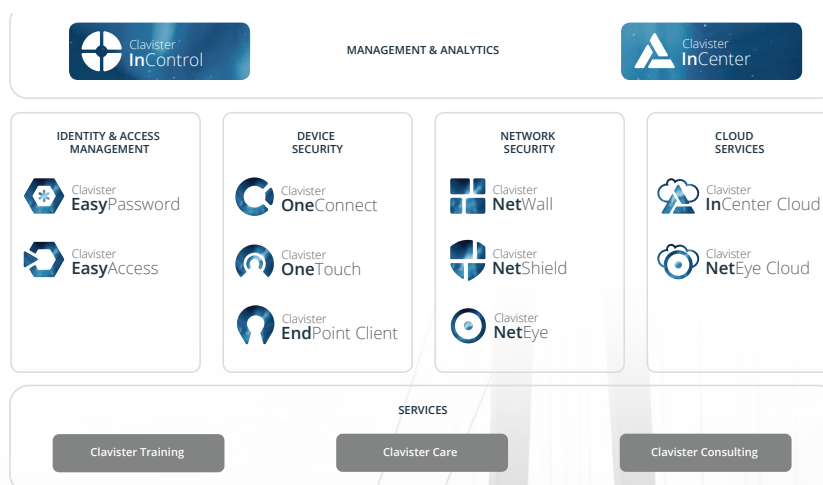 Clavister
InControl
MANAGEMENT & ANALYTICS
Clavister
InCenter
IDENTITY & ACCESS
MANAGEMENT
Clavister
EasyPassword
Clavister
EasyAccess
DEVICE
SECURITY
Clavister
OneConnect
Clavister
OneTouch
Clavister
EndPoint Client
NETWORK
SECURITY
Clavister
NetWall
Clavister
NetShield
Clavister
NetEye
CLOUD
SERVICES
Clavister
InCenter Cloud
Clavister
NetEye Cloud
SERVICES
Clavister Training
Clavister Care
Clavister Consulting